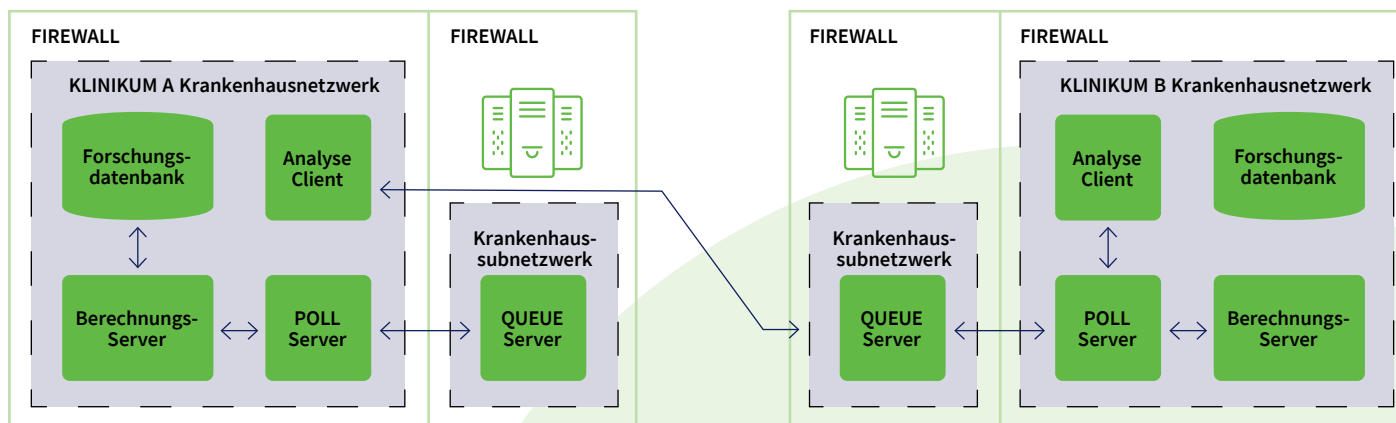 FIREWALL
KLINIKUM A Krankenhausnetzwerk
Forschungs-
datenbank
Analyse
Client
Berechnungs-
Server
POLL
Server
FIREWALL
Krankenhaus-
subnetzwerk
QUEUE
Server
FIREWALL
Krankenhaus-
subnetzwerk
QUEUE
Server
FIREWALL
KLINIKUM B Krankenhausnetzwerk
Analyse
Client
Forschungs-
datenbank
POLL
Server
Berechnungs-
Server